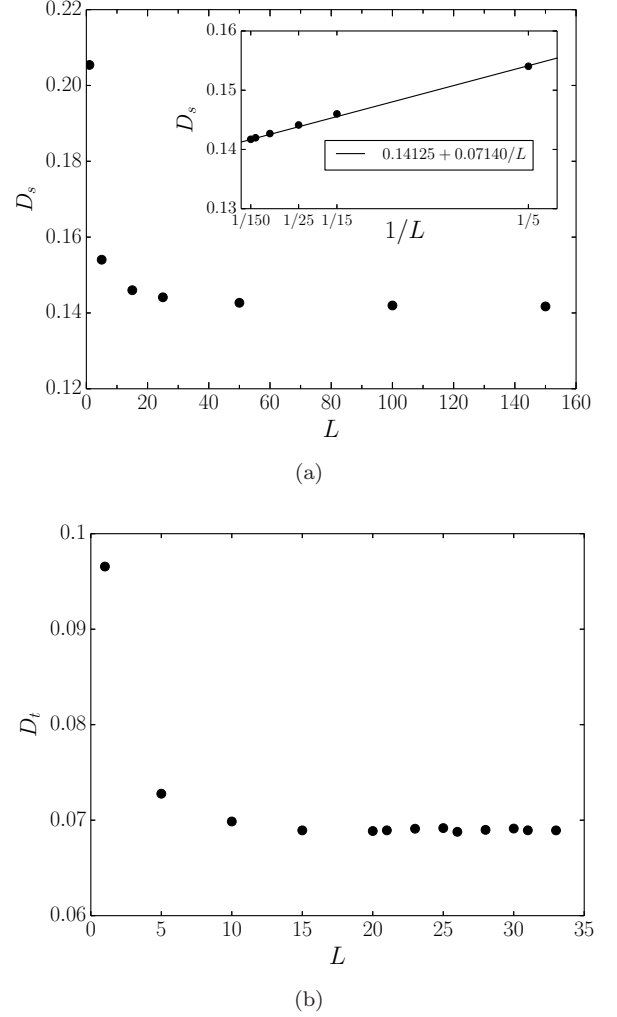 0.22
0.20
0.18
0.16
0.14
0.12
D_s
0 20 40 60 80 100 120 140 160
L
0.16
0.15
0.14
0.13
D_s
0.14125 + 0.07140/L
1/150 1/25 1/15 1/5
1/L
(a)
0.1
0.09
0.08
0.07
0.06
D_t
0 5 10 15 20 25 30 35
L
(b)